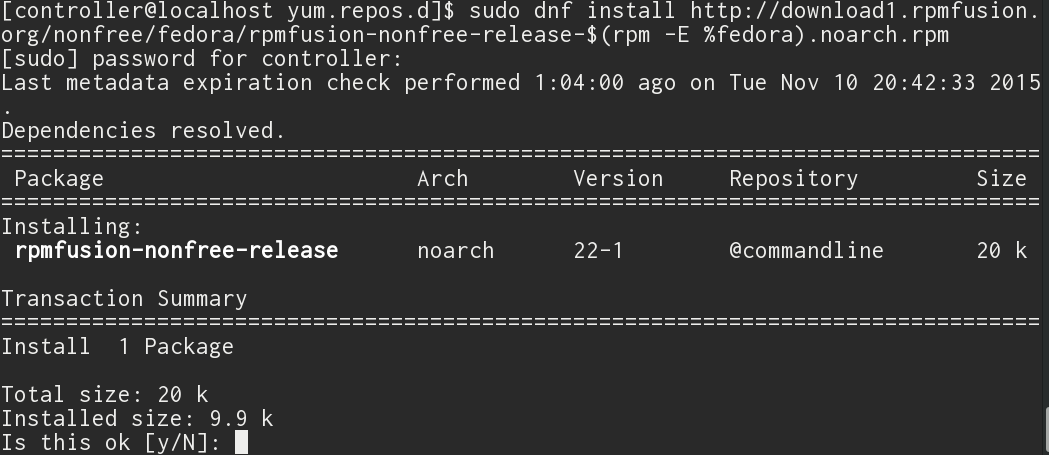 [controller@localhost yum.repos.d]$ sudo dnf install http://download1.rpmfusion.
org/nonfree/fedora/rpmfusion-nonfree-release-$(rpm -E %fedora).noarch.rpm
[sudo] password for controller:
Last metadata expiration check performed 1:04:00 ago on Tue Nov 10 20:42:33 2015
.
Dependencies resolved.
================================================================================
 Package                        Arch        Version     Repository         Size
================================================================================
Installing:
 rpmfusion-nonfree-release      noarch      22-1        @commandline       20 k

Transaction Summary
================================================================================
Install  1 Package

Total size: 20 k
Installed size: 9.9 k
Is this ok [y/N]: